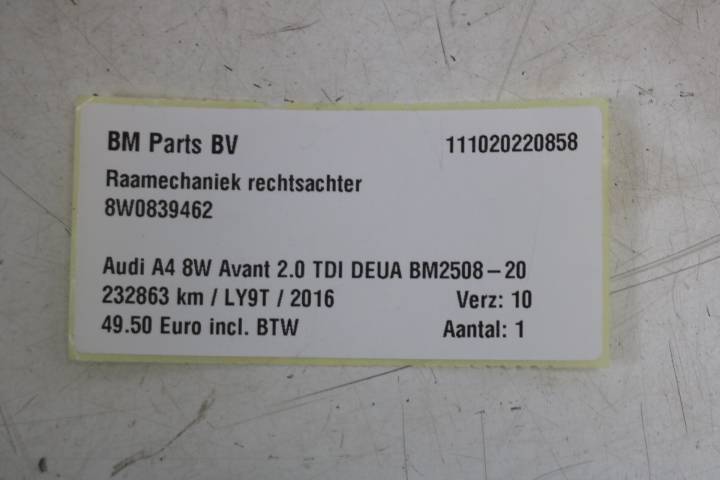 BM Parts BV 111020220858
Raamechaniek rechtsachter
8W0839462
Audi A4 8W Avant 2.0 TDI DEUA BM2508-20
232863 km / LY9T / 2016 Verz: 10
49.50 Euro incl. BTW Aantal: 1